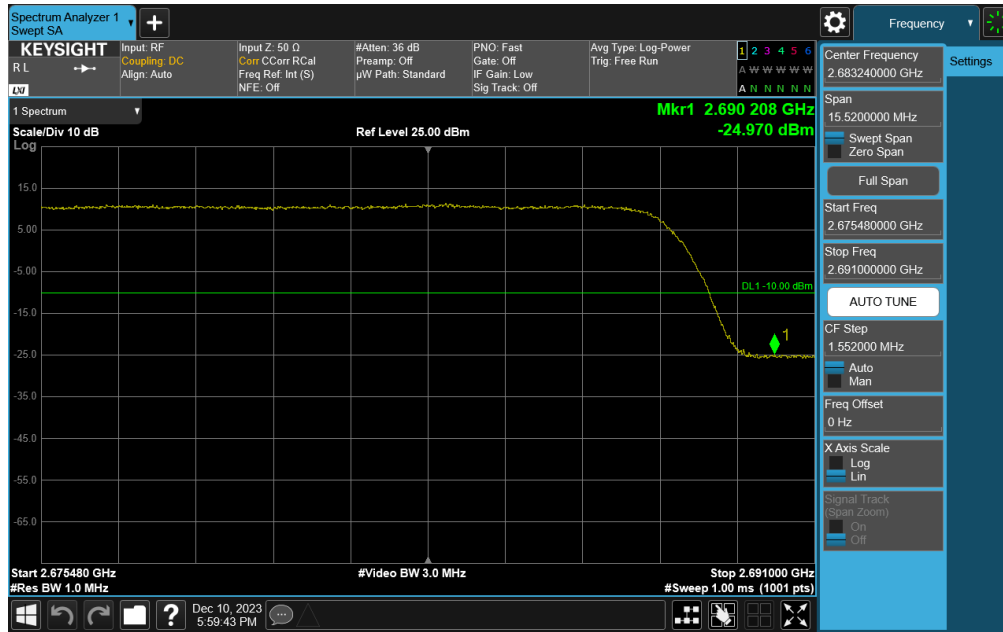 Spectrum Analyzer 1
Swept SA
Frequency
KEYSIGHT
R L
LXI
Input: RF
Coupling: DC
Align: Auto
Input Z: 50 Ω
Corr CCorr RCal
Freq Ref: Int (S)
NFE: Off
#Atten: 36 dB
Preamp: Off
µW Path: Standard
PNO: Fast
Gate: Off
IF Gain: Low
Sig Track: Off
Avg Type: Log-Power
Trig: Free Run
1 2 3 4 5 6
A W W W W W
A N N N N N
1 Spectrum
Scale/Div 10 dB
Log
Ref Level 25.00 dBm
Mkr1 2.690 208 GHz
-24.970 dBm
15.0
5.00
-5.00
-15.0
-25.0
-35.0
-45.0
-55.0
-65.0
DL1 -10.00 dBm
1
Start 2.675480 GHz
#Res BW 1.0 MHz
#Video BW 3.0 MHz
Stop 2.691000 GHz
#Sweep 1.00 ms (1001 pts)
Center Frequency
2.683240000 GHz
Settings
Span
15.5200000 MHz
Swept Span
Zero Span
Full Span
Start Freq
2.675480000 GHz
Stop Freq
2.691000000 GHz
AUTO TUNE
CF Step
1.552000 MHz
Auto
Man
Freq Offset
0 Hz
X Axis Scale
Log
Lin
Signal Track
(Span Zoom)
On
Off
?
Dec 10, 2023
5:59:43 PM